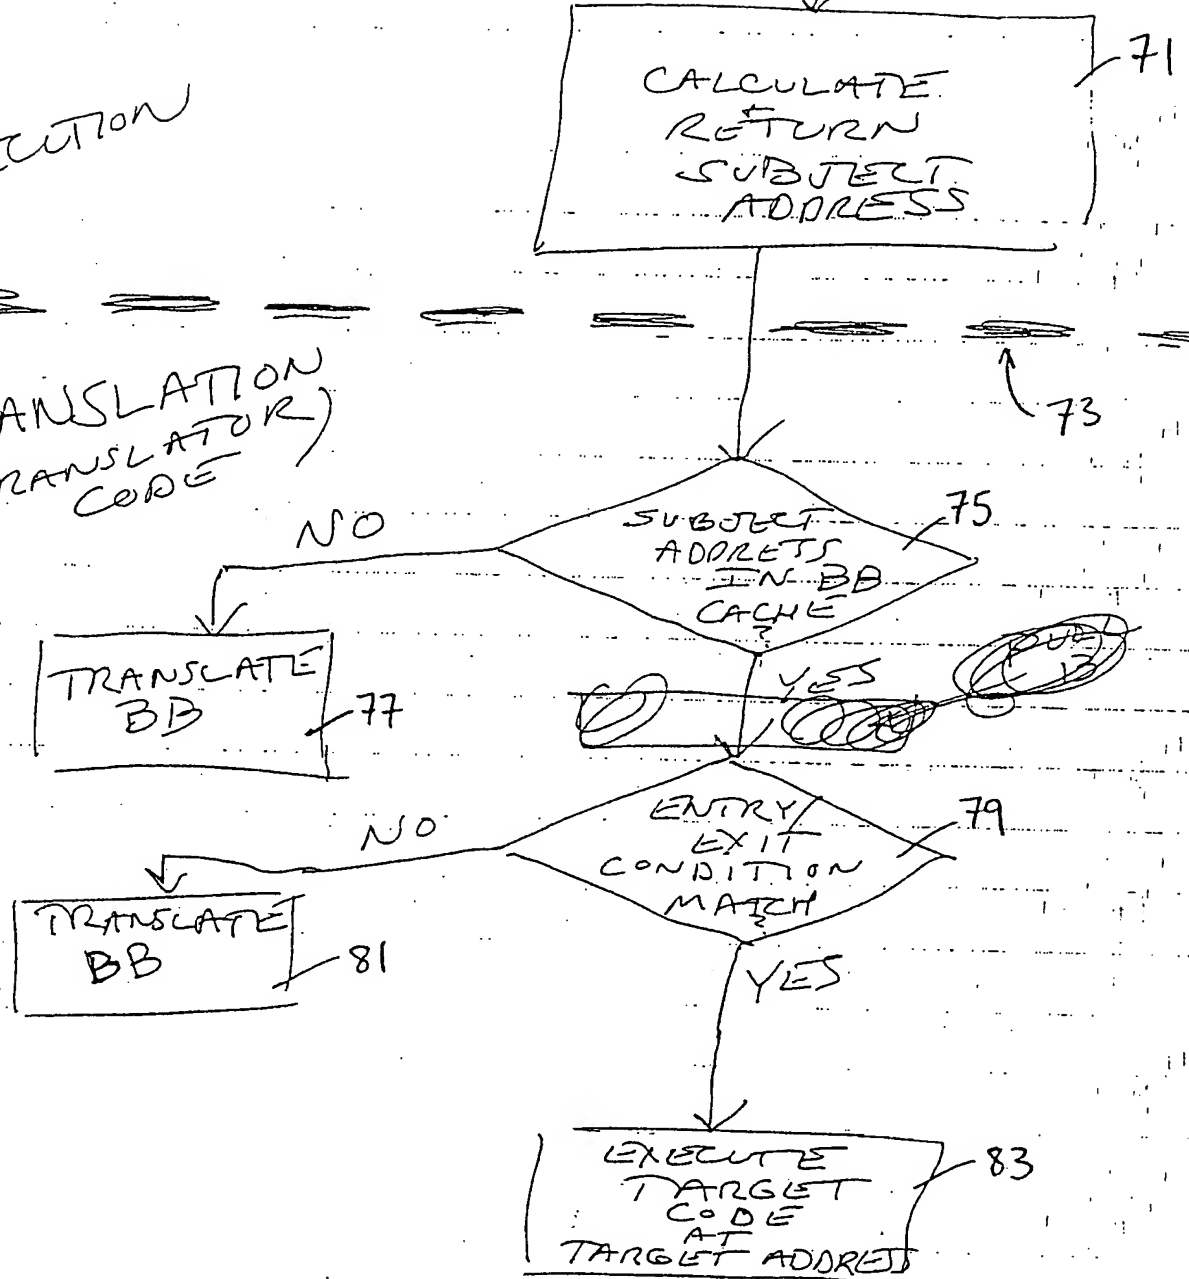 71
CALCULATE
RETURN
SUBJECT
ADDRESS
73
NO
75
SUBJECT
ADDRESS
IN BB
CACHE
?
YES
TRANSLATE
BB
77
NO
79
ENTRY/
EXIT
CONDITION
MATCH
?
TRANSLATE
BB
81
YES
83
EXECUTE
TARGET
CODE
AT
TARGET ADDRESS
ECUTION
ANSLATION
RANSLATOR)
CODE